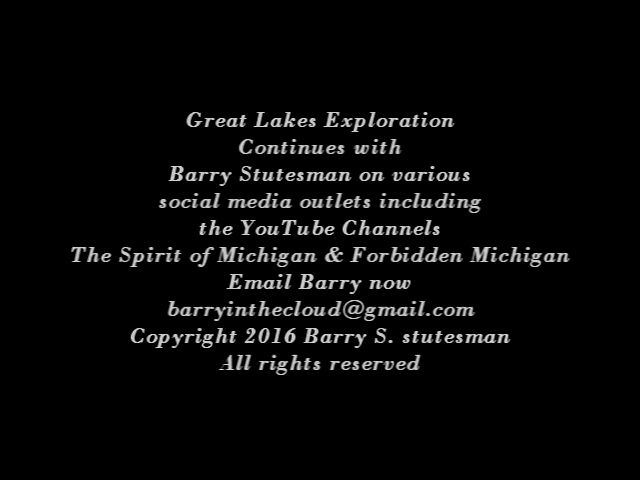 Great Lakes Exploration
Continues with
Barry Stutesman on various
social media outlets including
the YouTube Channels
The Spirit of Michigan & Forbidden Michigan
Email Barry now
barryinthecloud@gmail.com
Copyright 2016 Barry S. stutesman
All rights reserved